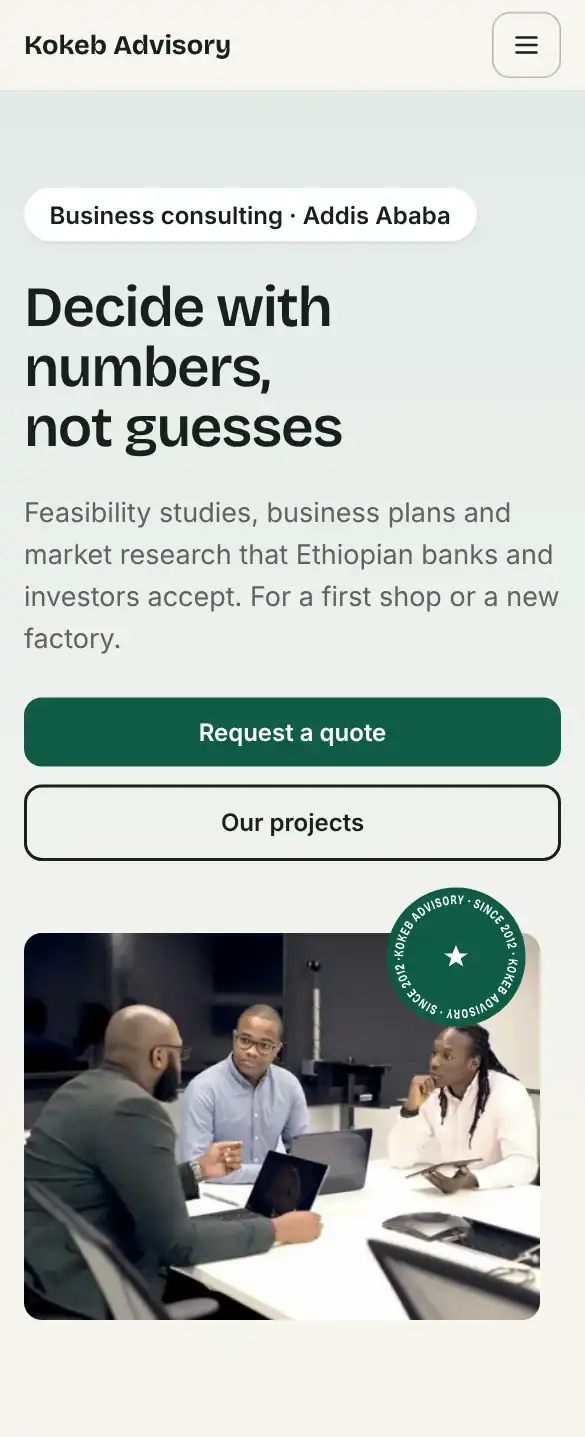 Kokeb Advisory
Business consulting · Addis Ababa
Decide with
numbers,
not guesses
Feasibility studies, business plans and
market research that Ethiopian banks and
investors accept. For a first shop or a new
factory.
Request a quote
Our projects
KOKEB ADVISORY · SINCE 2012 · KOKEB ADVISORY · SINCE 2012 ·